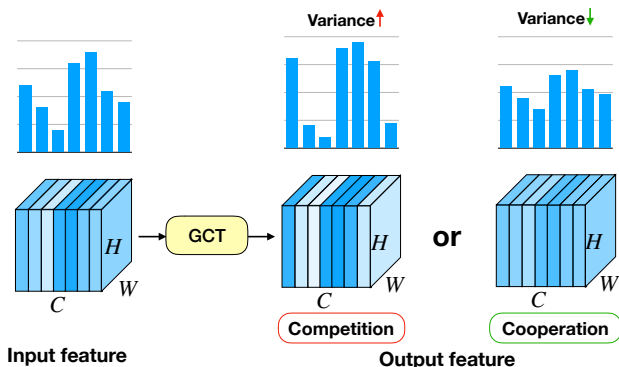 Variance
Variance
H
W
C
GCT
H
W
C
or
H
W
C
Competition
Cooperation
Input feature
Output feature